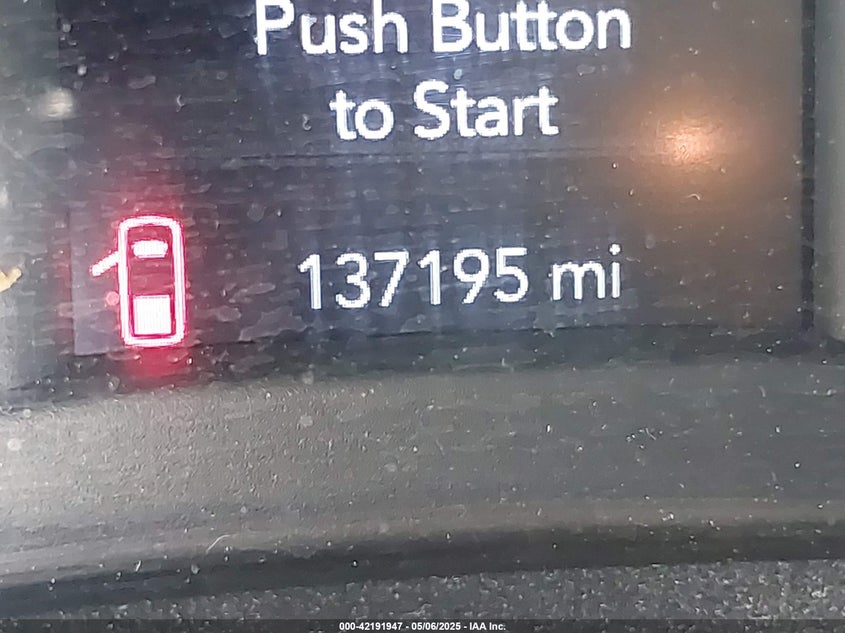 Push Button
to Start
137195 mi
000-42191947 - 05/06/2025 - IAA Inc.